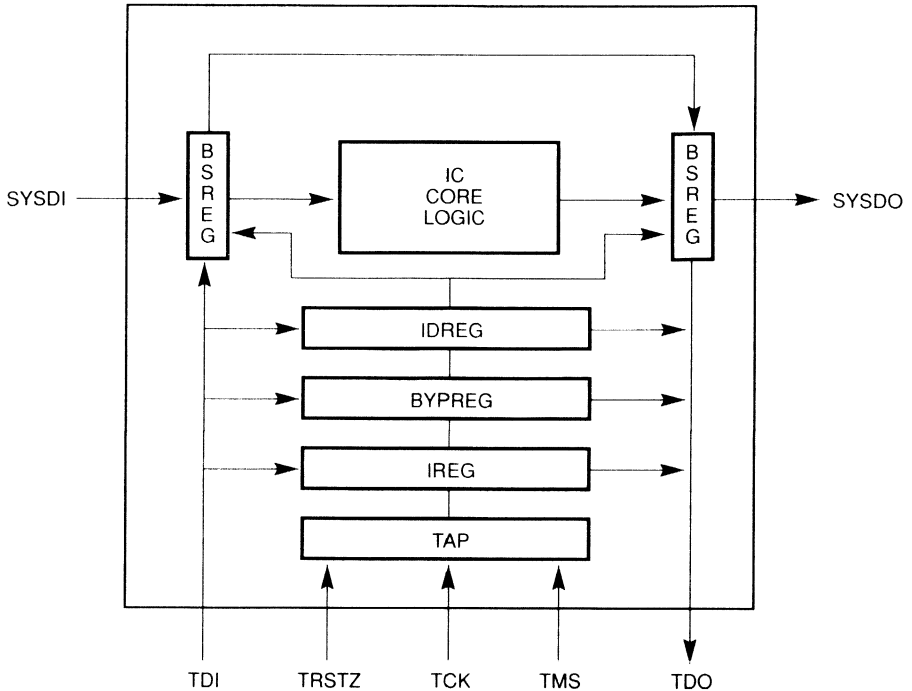 B
S
R
E
G
IC
CORE
LOGIC
B
S
R
E
G
SYSDI
SYSDO
IDREG
BYPREG
IREG
TAP
TDI TRSTZ TCK TMS TDO